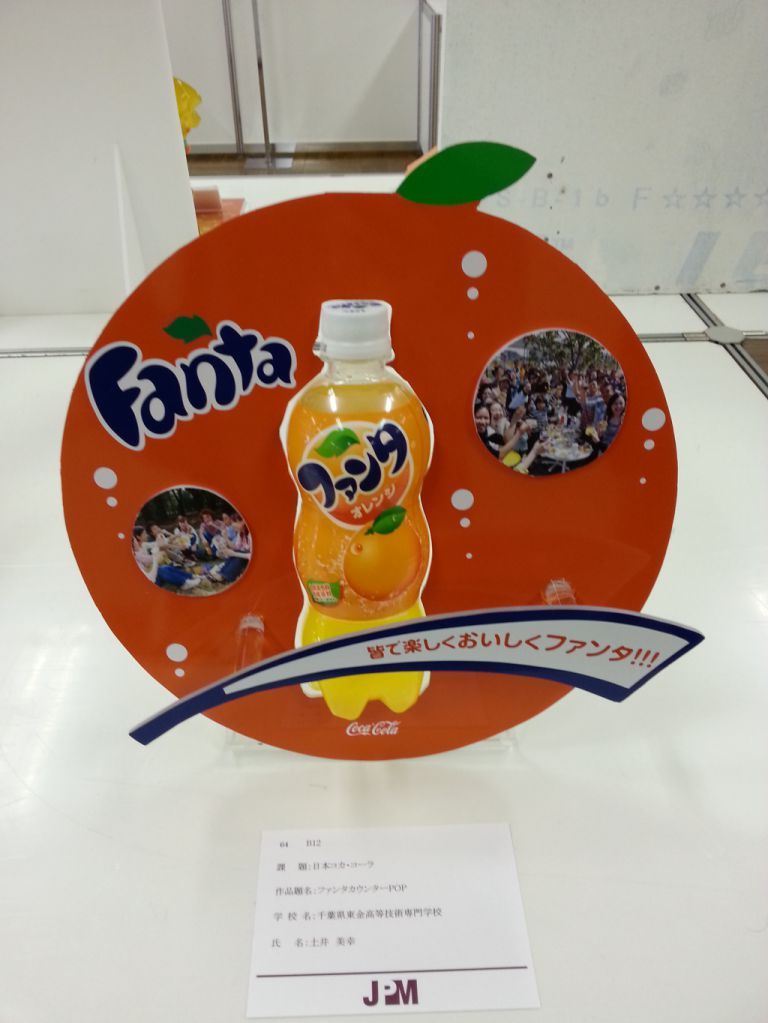 S-B-1b F☆☆☆☆
Fanta
ファンタ
オレンジ
皆で楽しくおいしくファンタ!!!
Coca-Cola
64 B12
課 題:日本コカ・コーラ
作品題名:ファンタカウンターPOP
学 校 名:千葉県東金高等技術専門学校
氏 名:土井 美幸
JPM